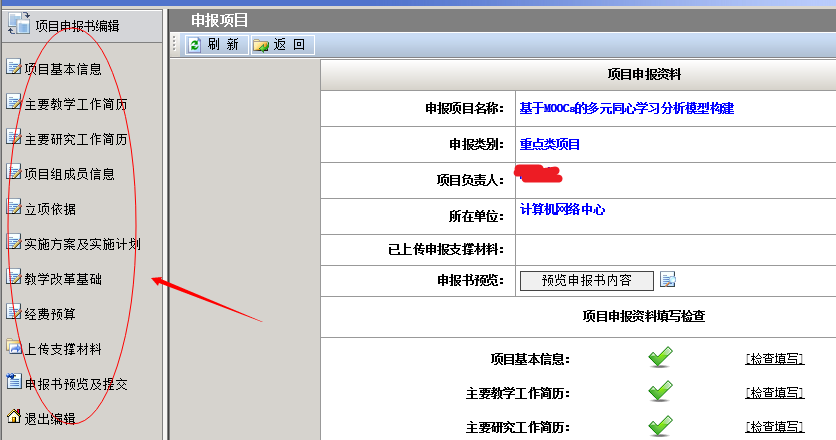 项目申报书编辑
项目基本信息
主要教学工作简历
主要研究工作简历
项目组成员信息
立项依据
实施方案及实施计划
教学改革基础
经费预算
上传支撑材料
申报书预览及提交
退出编辑
申报项目
刷 新 返 回
项目申报资料
申报项目名称： 基于MOOCs的多元同心学习分析模型构建
申报类别： 重点类项目
项目负责人：
所在单位： 计算机网络中心
已上传申报支撑材料：
申报书预览： 预览申报书内容
项目申报资料填写检查
项目基本信息： [检查填写]
主要教学工作简历： [检查填写]
主要研究工作简历： [检查填写]